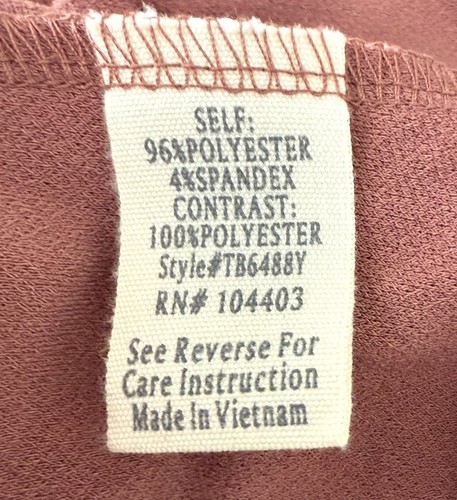 SELF:
96%POLYESTER
4%SPANDEX
CONTRAST:
100%POLYESTER
Style#TB6488Y
RN# 104403
See Reverse For
Care Instruction
Made In Vietnam